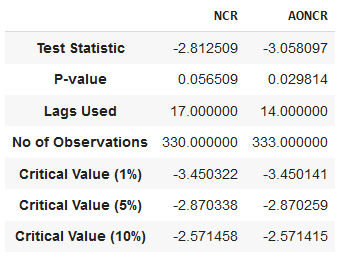 NCR AONCR
Test Statistic -2.812509 -3.058097
P-value 0.056509 0.029814
Lags Used 17.000000 14.000000
No of Observations 330.000000 333.000000
Critical Value (1%) -3.450322 -3.450141
Critical Value (5%) -2.870338 -2.870259
Critical Value (10%) -2.571458 -2.571415